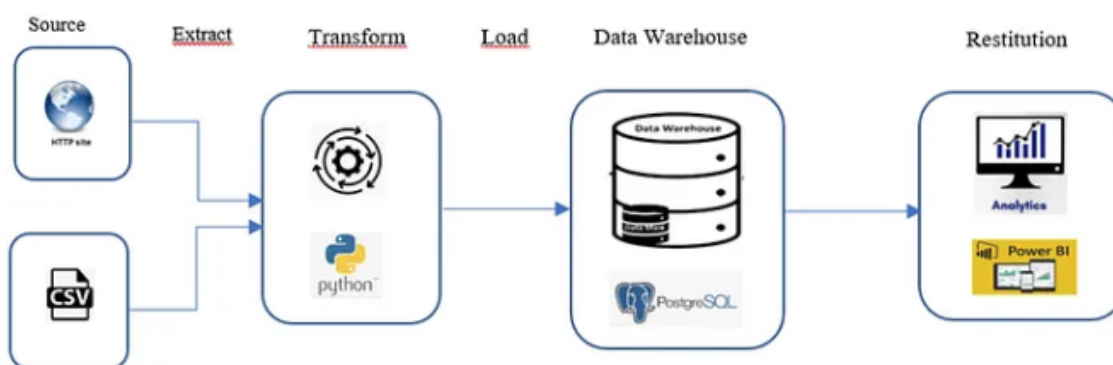 Source
Extract
Transform
Load
Data Warehouse
Restitution
HTTP site
CSV
python
Data Warehouse
PostgreSQL
Analytics
Power BI